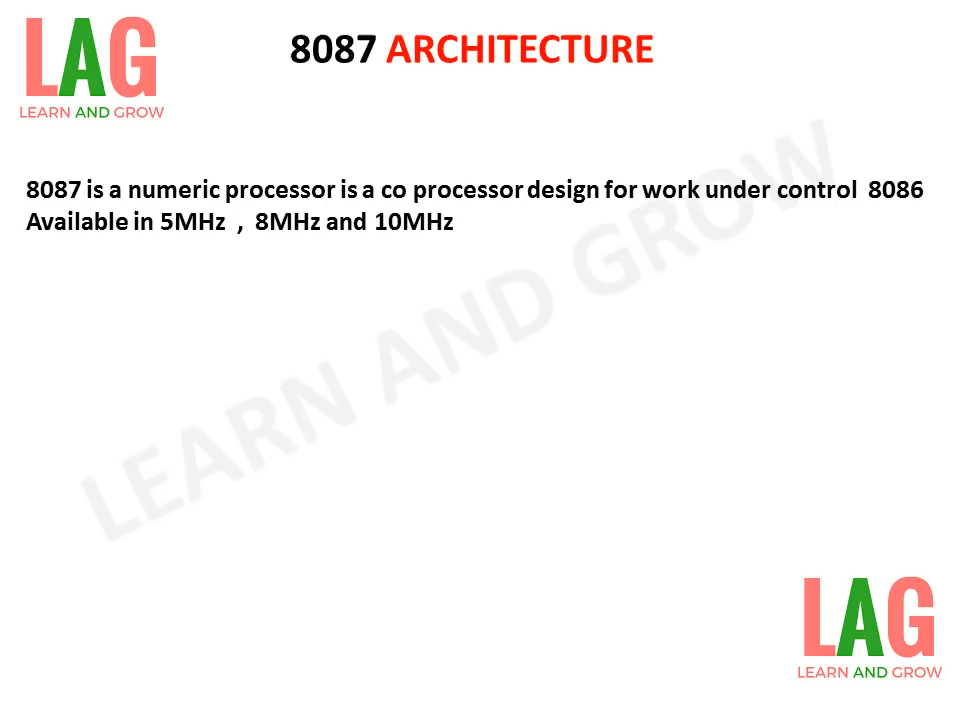 LAG
LEARN AND GROW
8087 ARCHITECTURE
8087 is a numeric processor is a co processor design for work under control 8086
Available in 5MHz , 8MHz and 10MHz
LEARN AND GROW
LAG
LEARN AND GROW